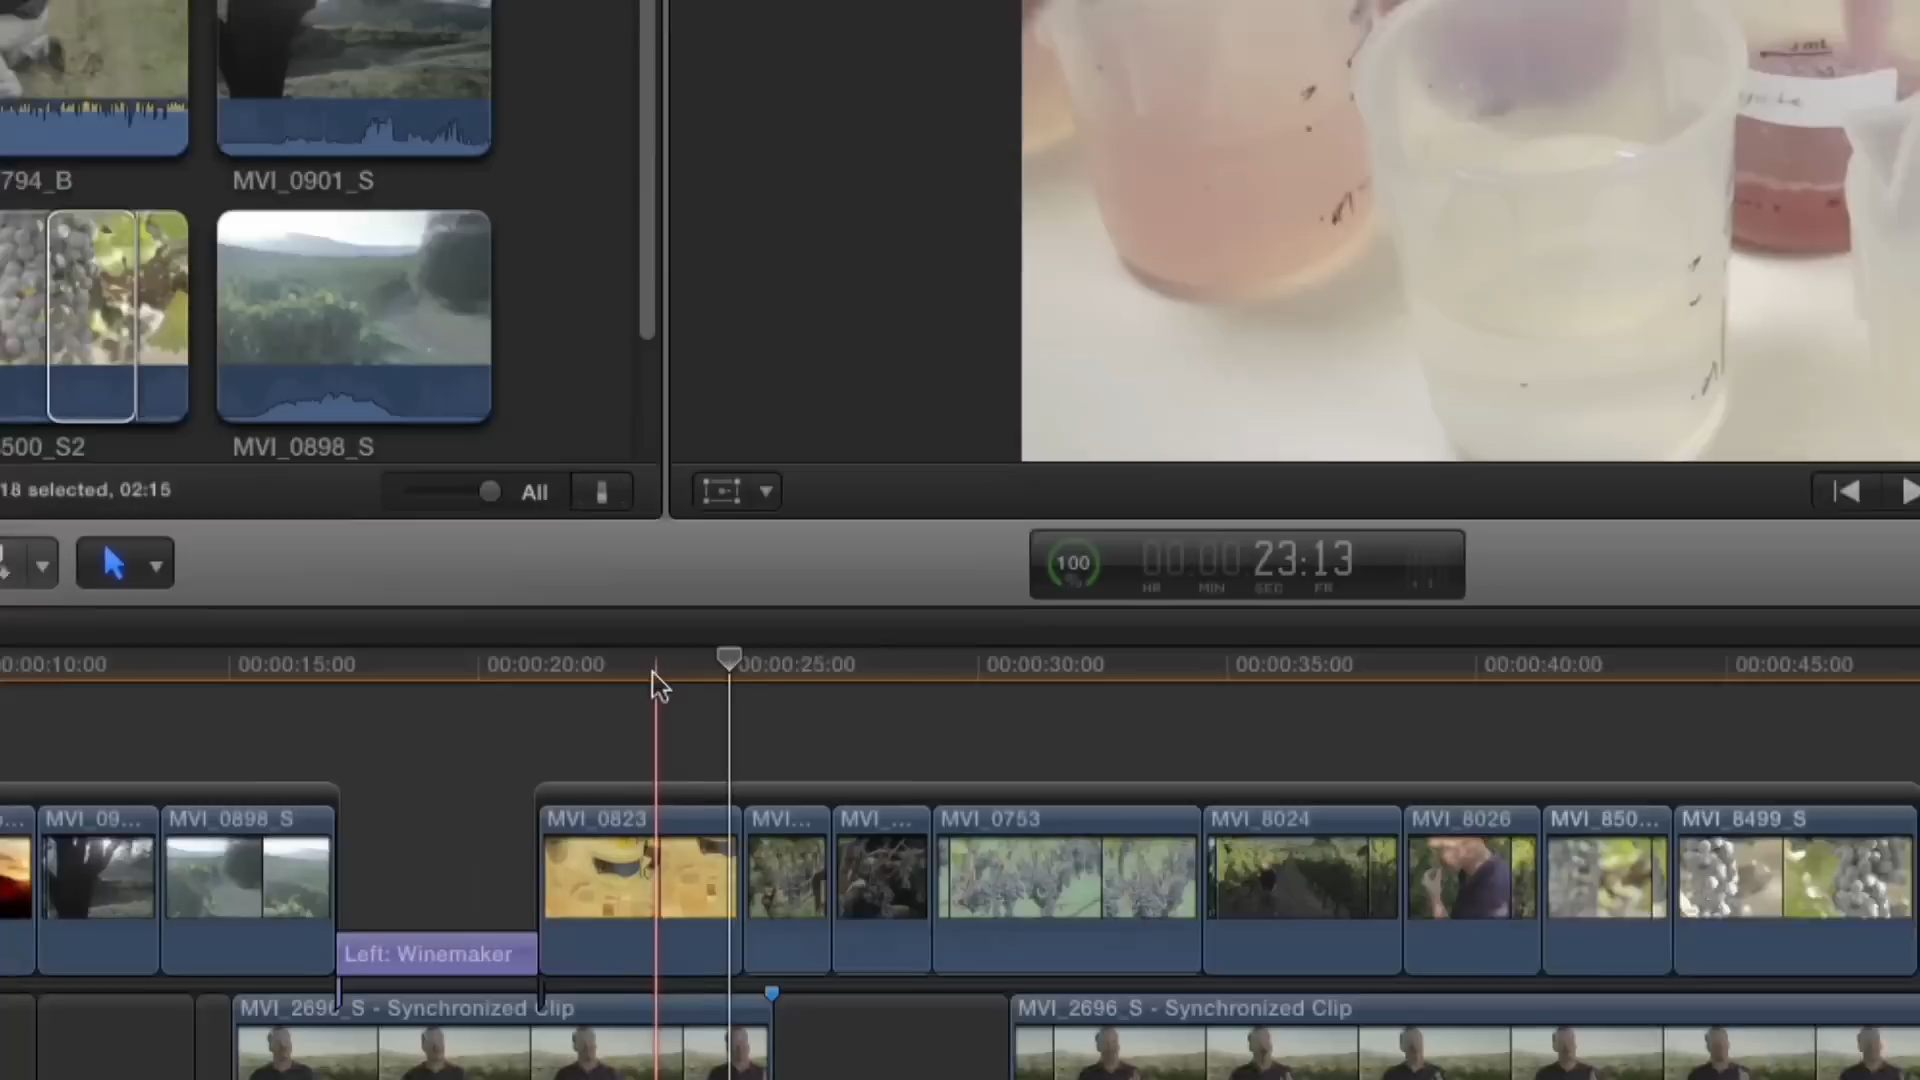 794_B
MVI_0901_S
500_S2
MVI_0898_S
18 selected, 02:15
All
100
%
00:00:23:13
HR MIN SEC FR
0:00:10:00
00:00:15:00
00:00:20:00
00:00:25:00
00:00:30:00
00:00:35:00
00:00:40:00
00:00:45:00
...
MVI_09...
MVI_0898_S
MVI_0823
MVI...
MVI_...
MVI_0753
MVI_8024
MVI_8026
MVI_850...
MVI_8499_S
Left: Winemaker
MVI_2696_S - Synchronized Clip
MVI_2696_S - Synchronized Clip